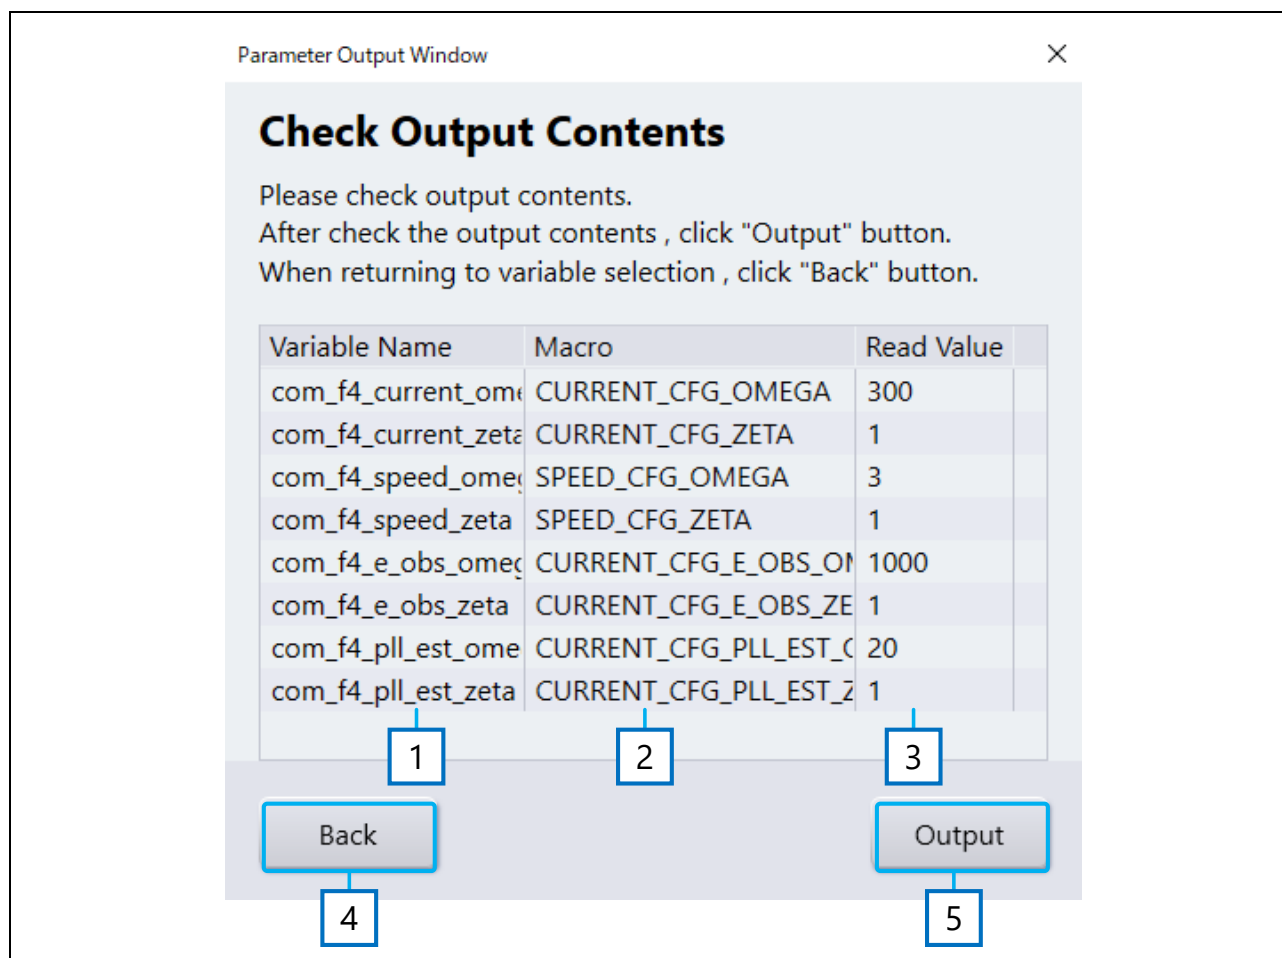 Parameter Output Window
Check Output Contents
Please check output contents.
After check the output contents , click "Output" button.
When returning to variable selection , click "Back" button.
Variable Name Macro Read Value
com_f4_current_ome CURRENT_CFG_OMEGA 300
com_f4_current_zeta CURRENT_CFG_ZETA 1
com_f4_speed_ome SPEED_CFG_OMEGA 3
com_f4_speed_zeta SPEED_CFG_ZETA 1
com_f4_e_obs_ome CURRENT_CFG_E_OBS_O 1000
com_f4_e_obs_zeta CURRENT_CFG_E_OBS_ZE 1
com_f4_pll_est_ome CURRENT_CFG_PLL_EST_ 20
com_f4_pll_est_zeta CURRENT_CFG_PLL_EST_Z 1
1 2 3
Back Output
4 5